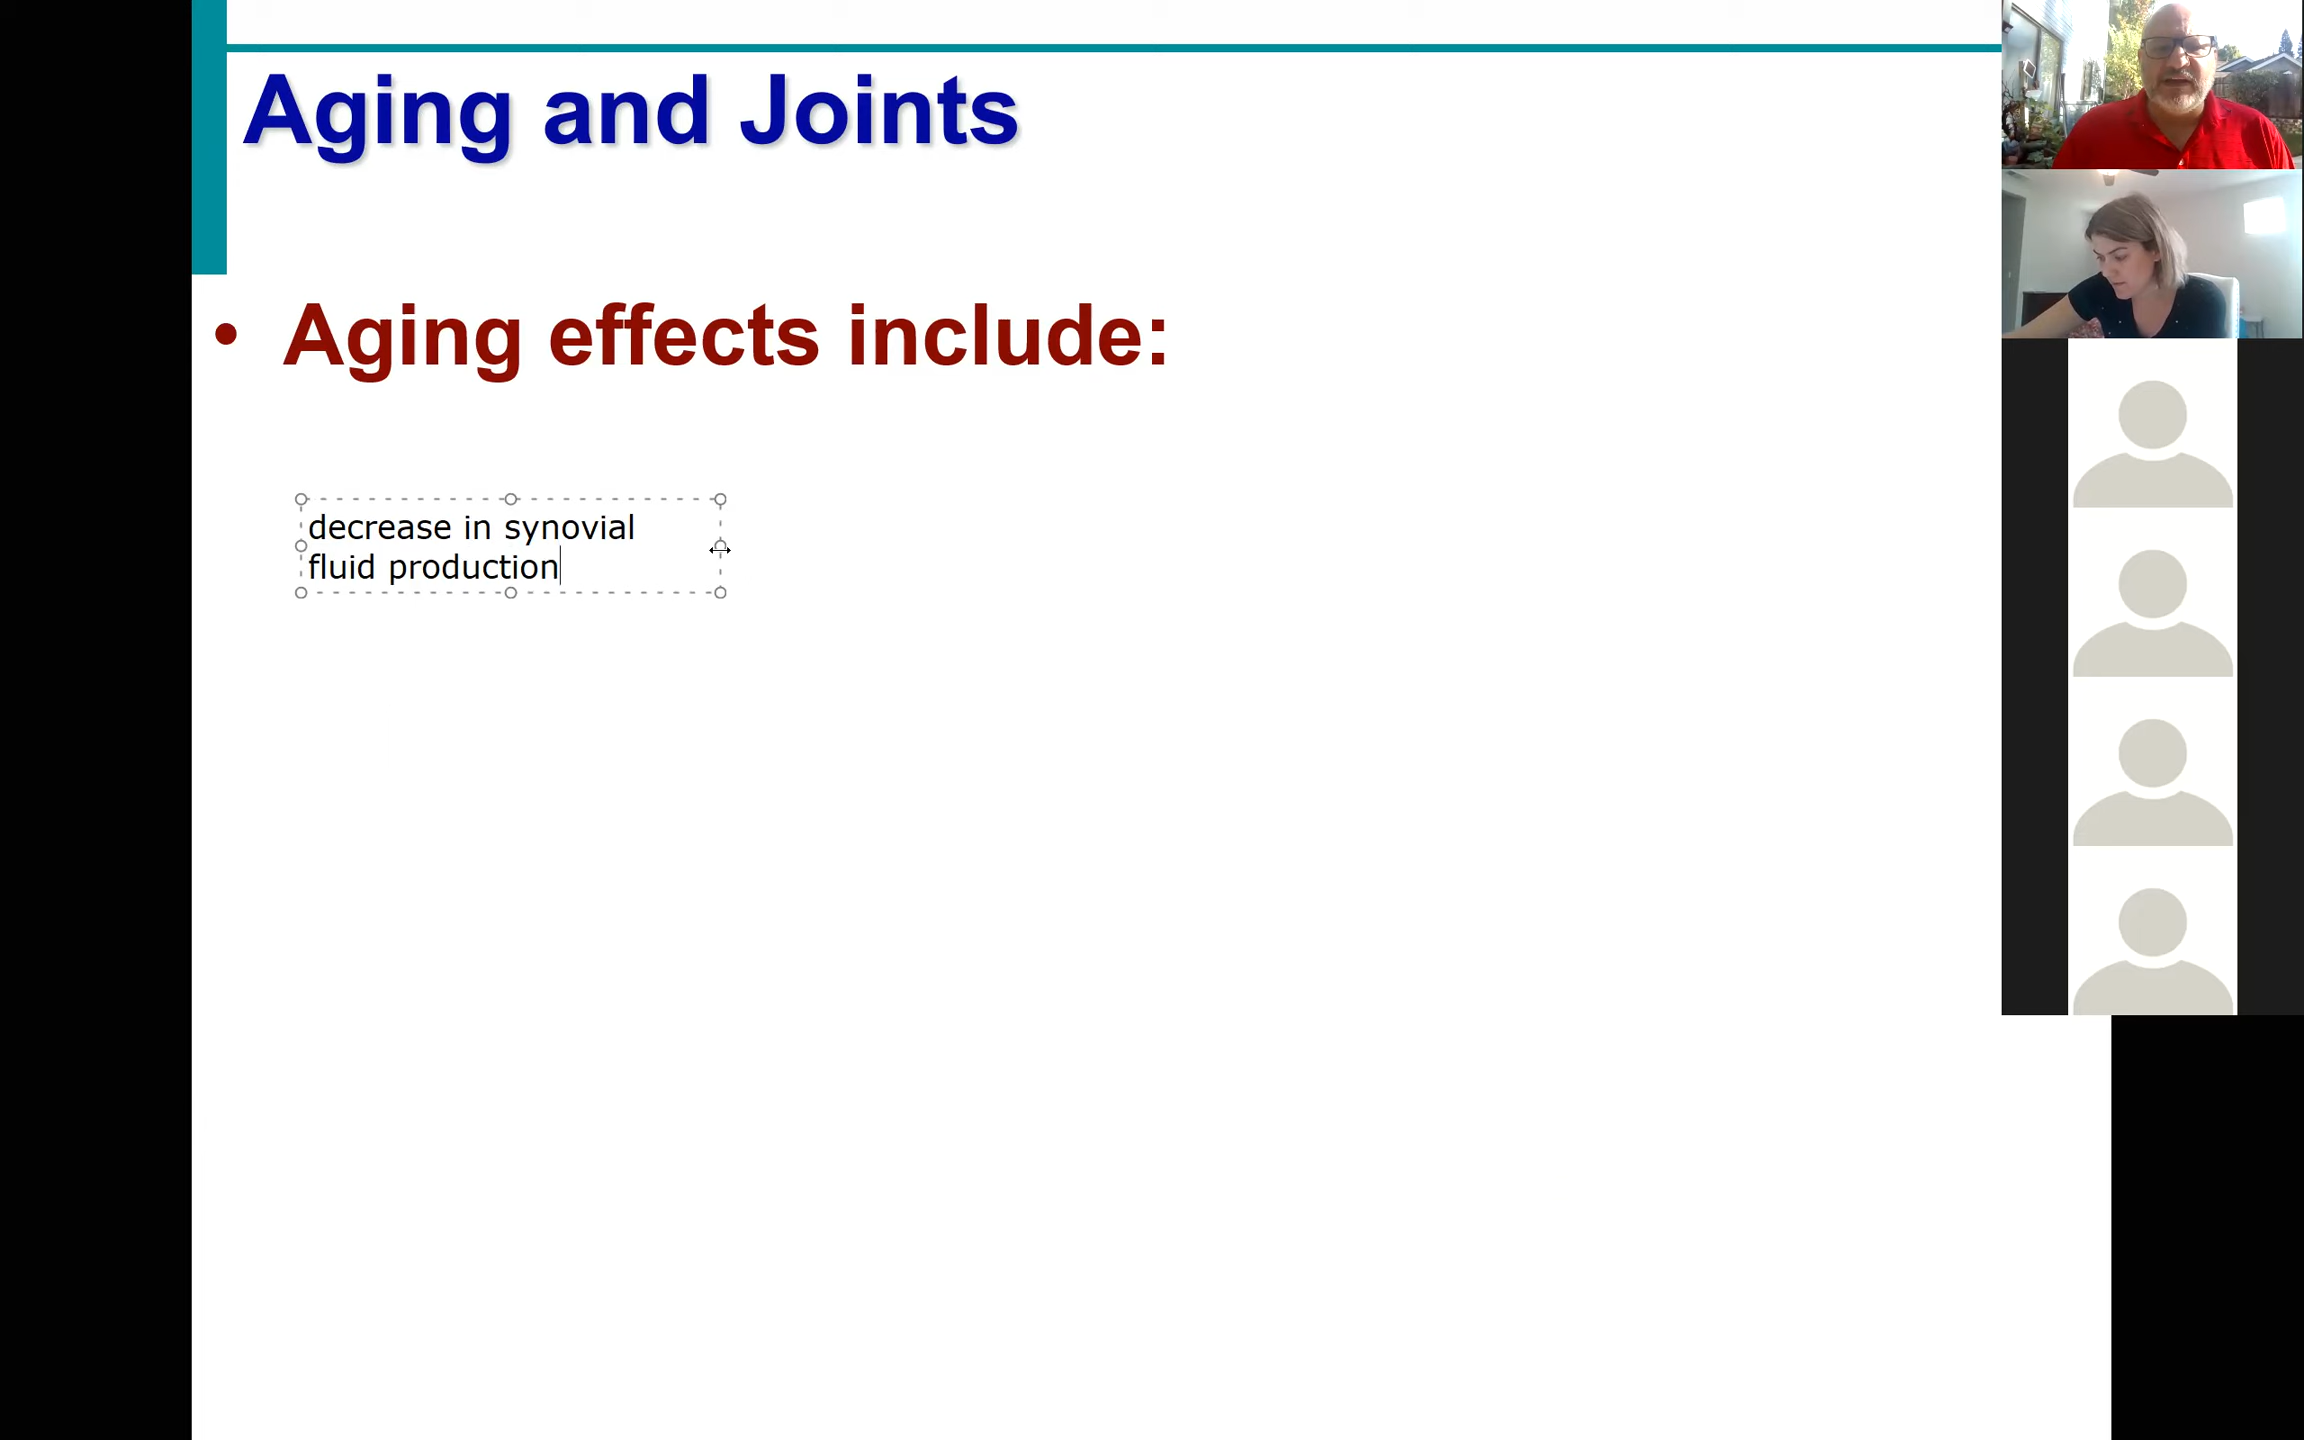 Aging and Joints
• Aging effects include:
decrease in synovial
fluid production